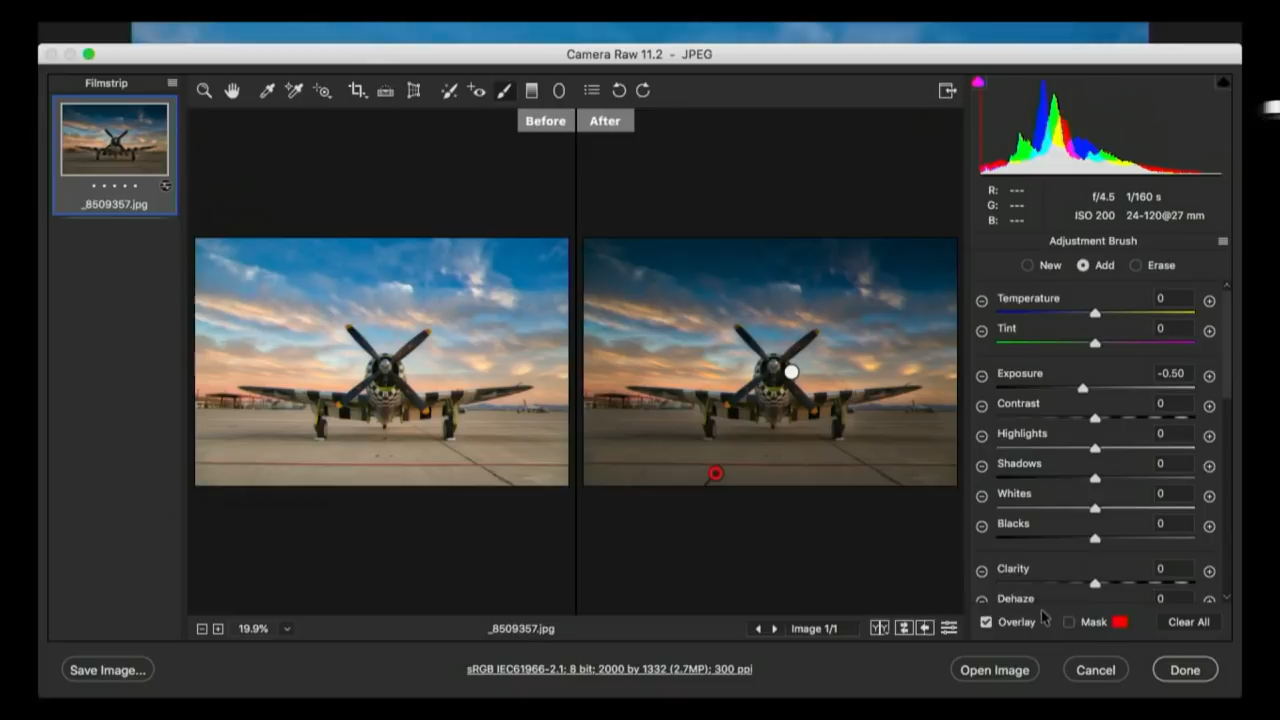 Camera Raw 11.2 - JPEG
Filmstrip
_8509357.jpg
Before After
R: ---
G: ---
B: ---
f/4.5 1/160 s
ISO 200 24-120@27 mm
Adjustment Brush
New Add Erase
Temperature 0
Tint 0
Exposure -0.50
Contrast 0
Highlights 0
Shadows 0
Whites 0
Blacks 0
Clarity 0
Dehaze 0
Overlay Mask Clear All
19.9% _8509357.jpg Image 1/1
Save Image... sRGB IEC61966-2.1; 8 bit; 2000 by 1332 (2.7MP); 300 ppi Open Image Cancel Done